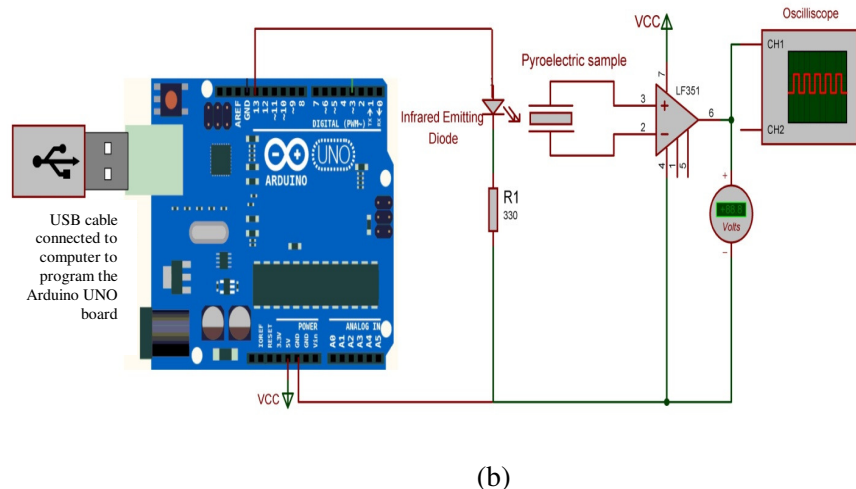 VCC
Oscilliscope
CH1
CH2
Pyroelectric sample
LF351
7
3
2
6
4
1
5
+
−
Infrared Emitting
Diode
R1
330
+
Volts
−
AREF
GND
13
12
~11
~10
~9
8
7
~6
~5
4
~3
2
TX→1
RX←0
DIGITAL (PWM~)
UNO
ARDUINO
USB cable
connected to
computer to
program the
Arduino UNO
board
POWER
ANALOG IN
IOREF
RESET
3.3V
5V
GND
GND
Vin
A0
A1
A2
A3
A4
A5
VCC
(b)